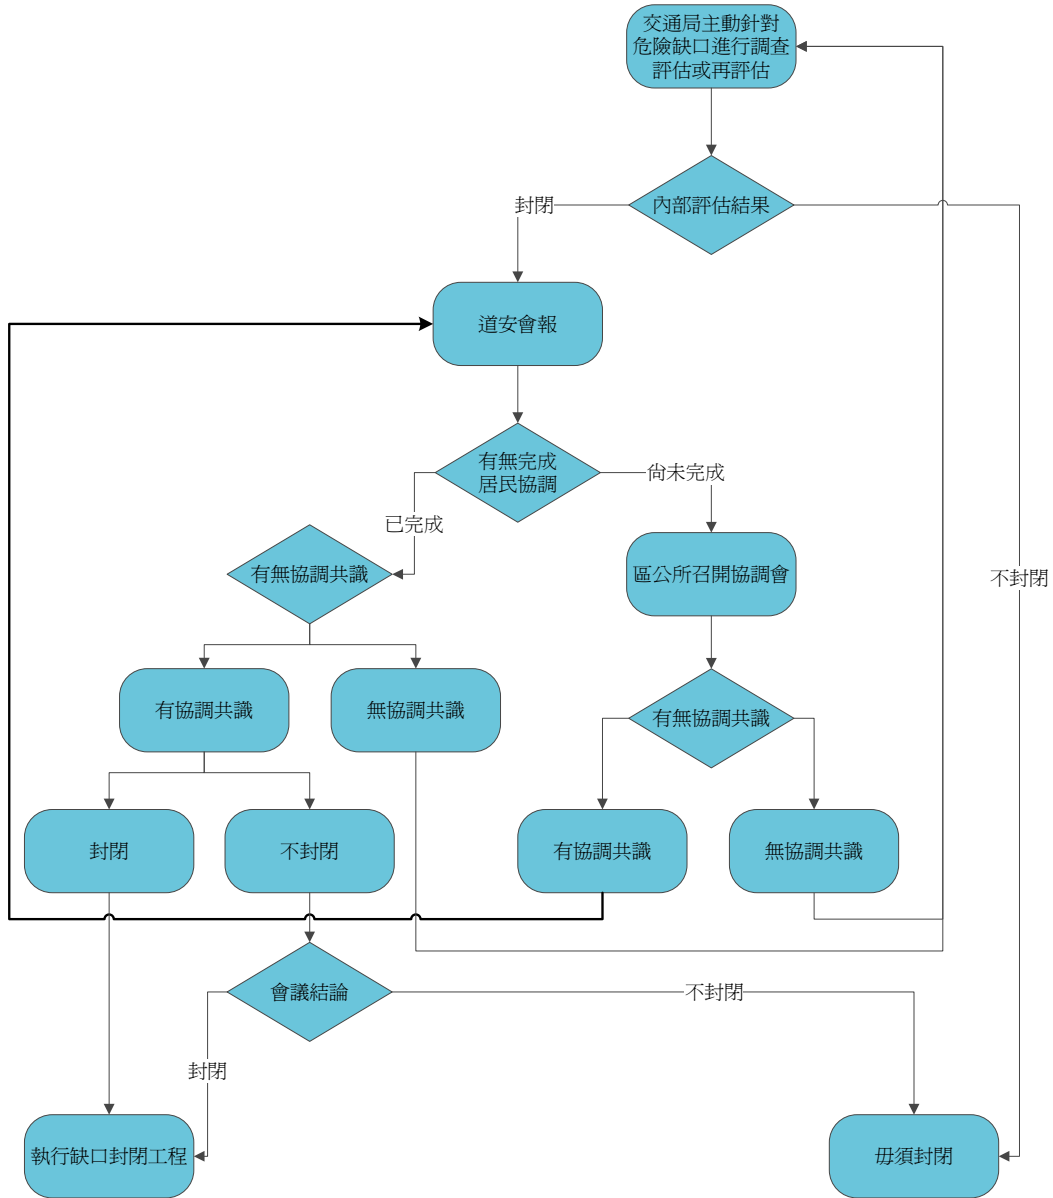 交通局主動針對
危險缺口進行調查
評估或再評估
內部評估結果
封閉
道安會報
有無完成
居民協調
尚未完成
已完成
有無協調共識
區公所召開協調會
不封閉
有協調共識
無協調共識
有無協調共識
封閉
不封閉
有協調共識
無協調共識
會議結論
不封閉
封閉
執行缺口封閉工程
毋須封閉